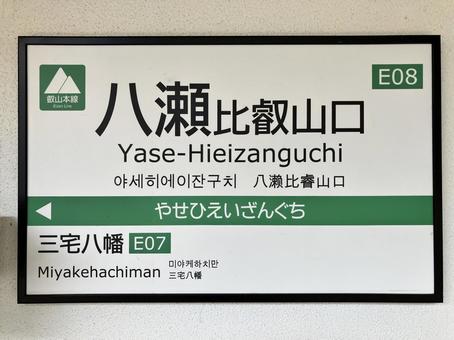 叡山本線
Eizan Line
E08
八瀬比叡山口
Yase-Hieizanguchi
야세히에이잔구치 八濑比睿山口
やせひえいざんぐち
三宅八幡 E07
Miyakehachiman
미야케하치만
三宅八幡